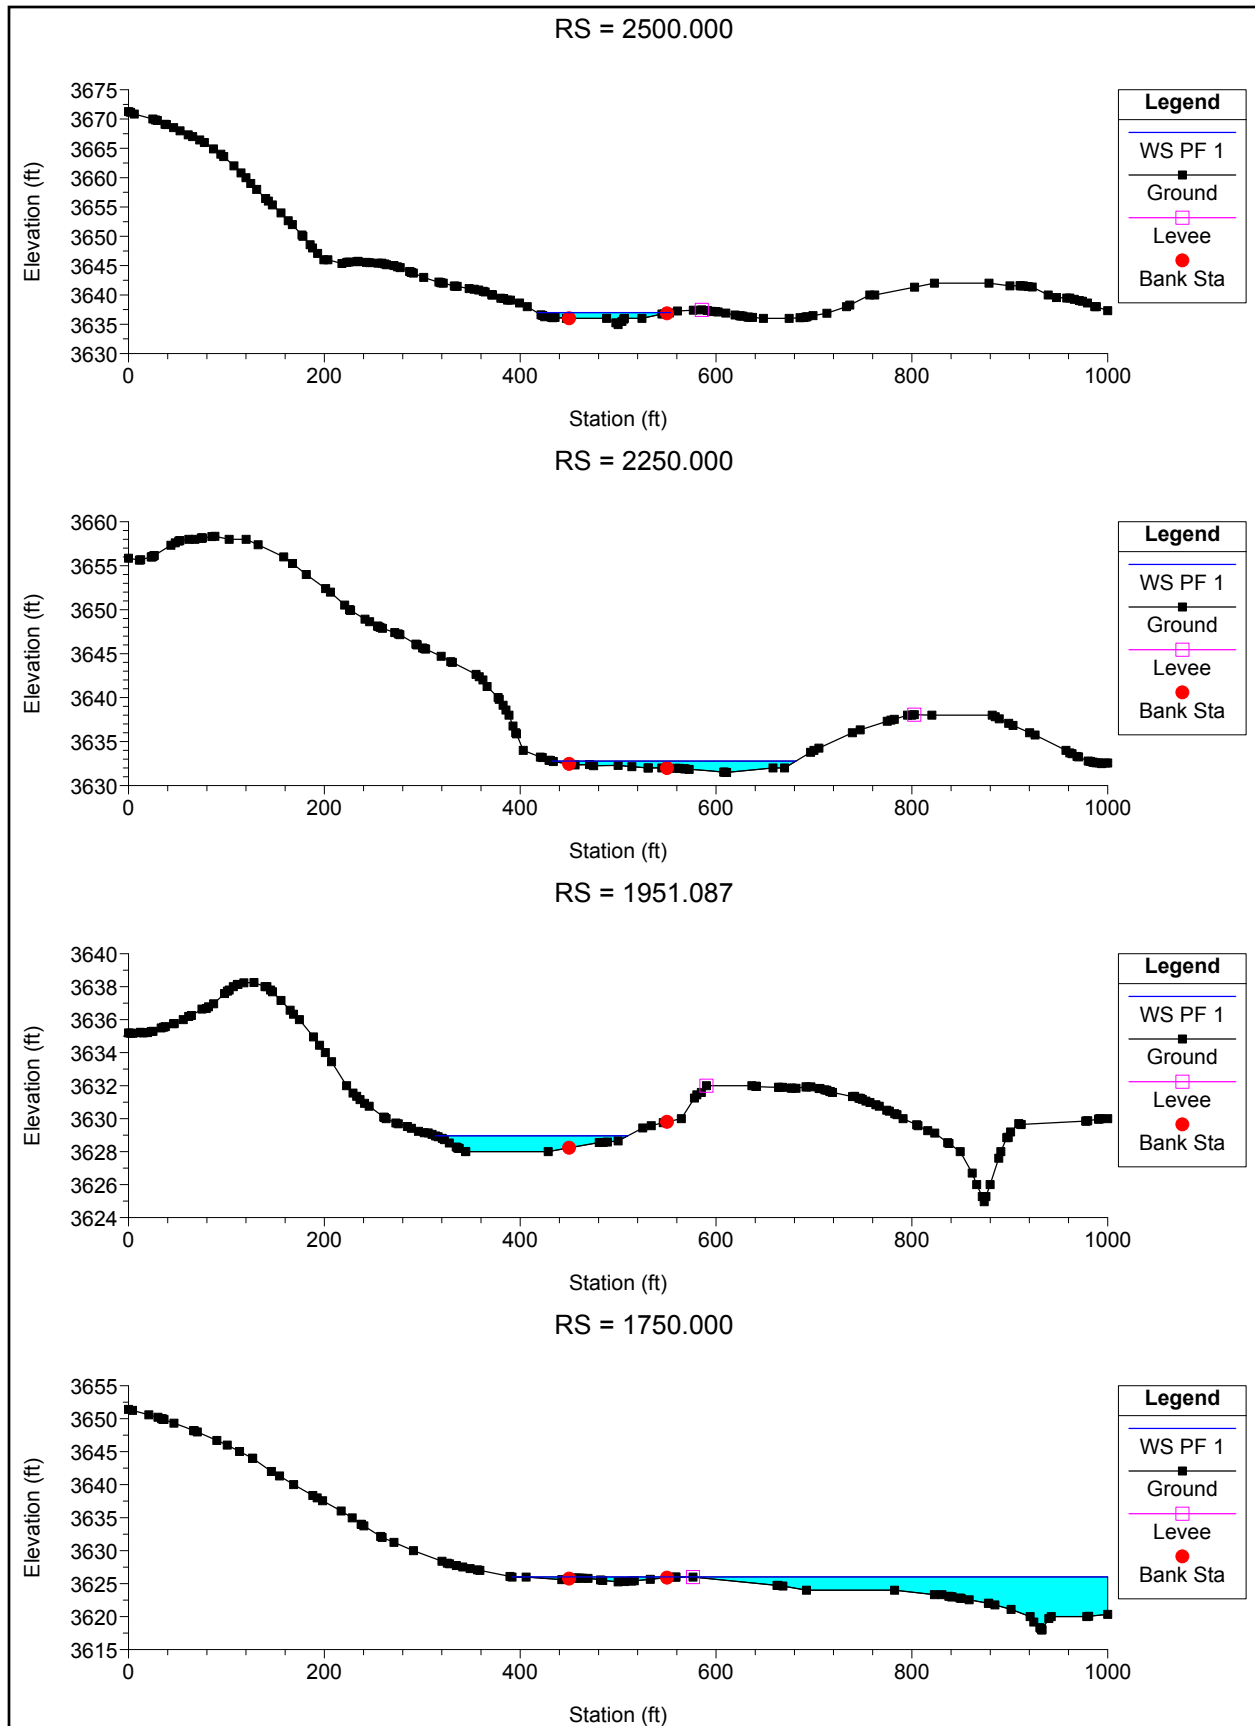 RS = 2500.000
Elevation (ft)
3675
3670
3665
3660
3655
3650
3645
3640
3635
3630
0 200 400 600 800 1000
Station (ft)
Legend
WS PF 1
Ground
Levee
Bank Sta
RS = 2250.000
Elevation (ft)
3660
3655
3650
3645
3640
3635
3630
0 200 400 600 800 1000
Station (ft)
Legend
WS PF 1
Ground
Levee
Bank Sta
RS = 1951.087
Elevation (ft)
3640
3638
3636
3634
3632
3630
3628
3626
3624
0 200 400 600 800 1000
Station (ft)
Legend
WS PF 1
Ground
Levee
Bank Sta
RS = 1750.000
Elevation (ft)
3655
3650
3645
3640
3635
3630
3625
3620
3615
0 200 400 600 800 1000
Station (ft)
Legend
WS PF 1
Ground
Levee
Bank Sta